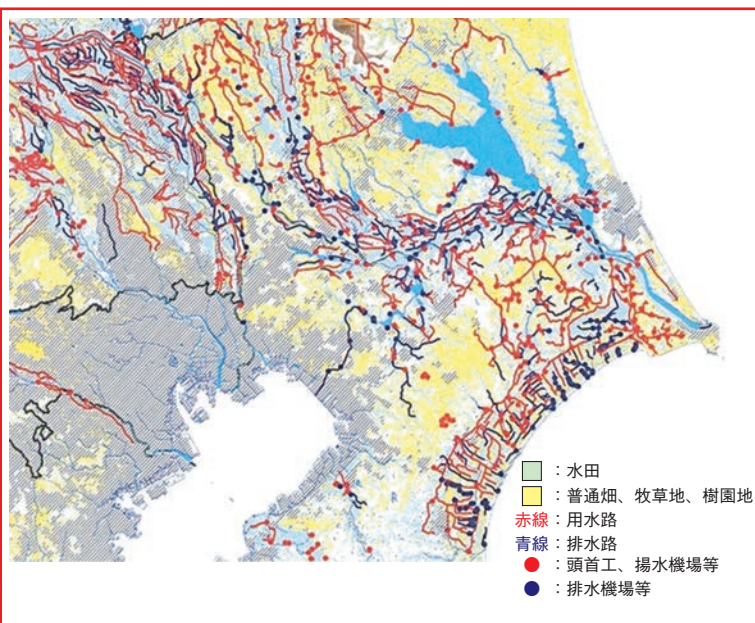 ：水田
：普通畑、牧草地、樹園地
赤線：用水路
青線：排水路
：頭首工、揚水機場等
：排水機場等